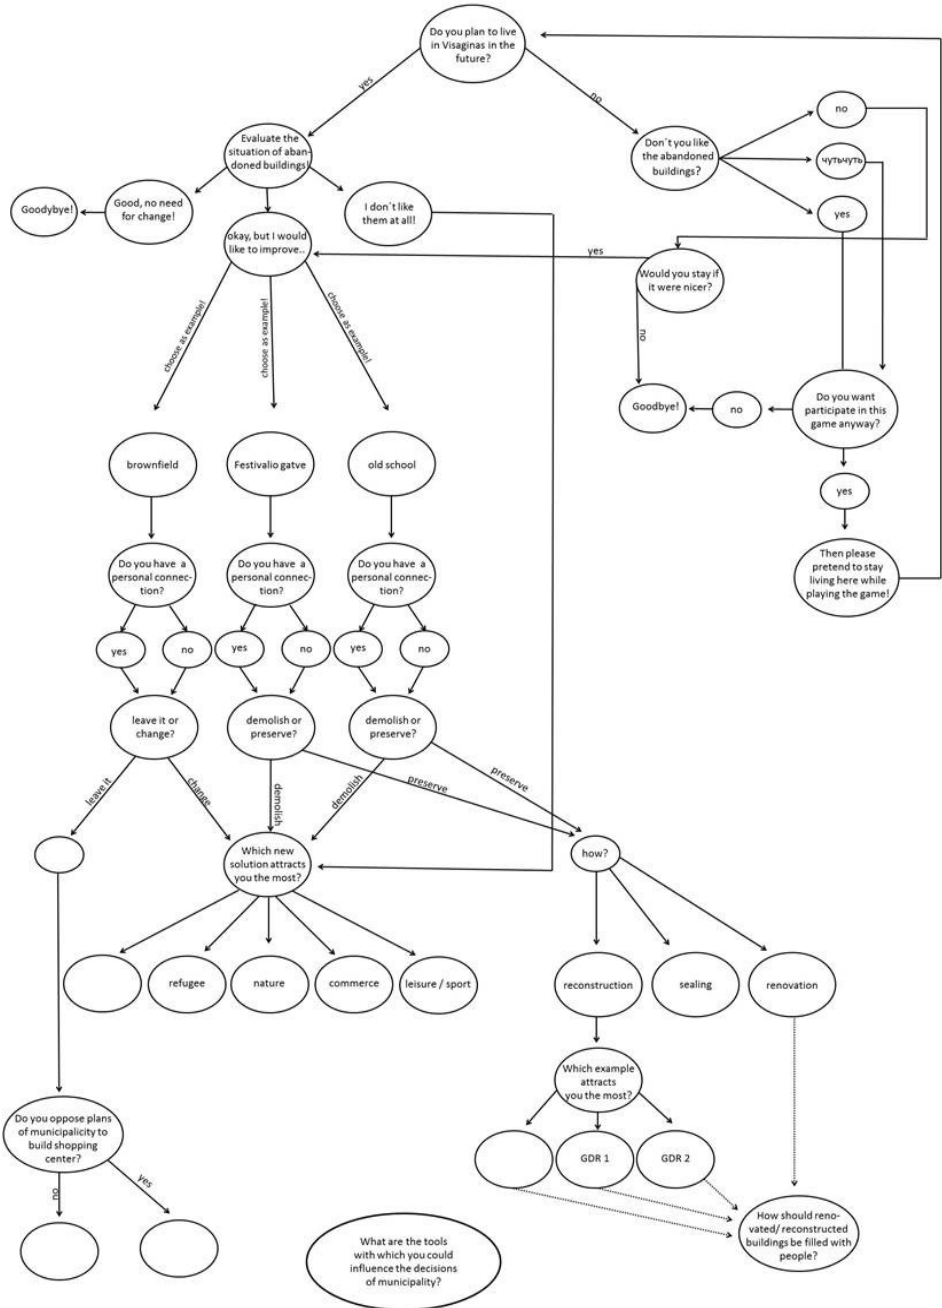 Do you plan to live
in Visaginas in the
future?
yes
no
no
Evaluate the
situation of aban-
doned buildings!
Don´t you like
the abandoned
buildings?
чутьчуть
yes
Goodybye!
Good, no need
for change!
I don´t like
them at all!
okay, but I would
like to improve..
yes
Would you stay if
it were nicer?
choose as example!
choose as example!
choose as example!
no
Goodbye!
no
Do you want
participate in this
game anyway?
yes
Then please
pretend to stay
living here while
playing the game!
brownfield
Festivalio gatve
old school
Do you have a
personal connec-
tion?
Do you have a
personal connec-
tion?
Do you have a
personal connec-
tion?
yes
no
yes
no
yes
no
leave it or
change?
demolish or
preserve?
demolish or
preserve?
leave it
change
demolish
demolish
preserve
preserve
Which new
solution attracts
you the most?
how?
refugee
nature
commerce
leisure / sport
reconstruction
sealing
renovation
Which example
attracts
you the most?
GDR 1
GDR 2
Do you oppose plans
of municipalicity to
build shopping
center?
no
yes
How should reno-
vated/ reconstructed
buildings be filled with
people?
What are the tools
with which you could
influence the decisions
of municipality?